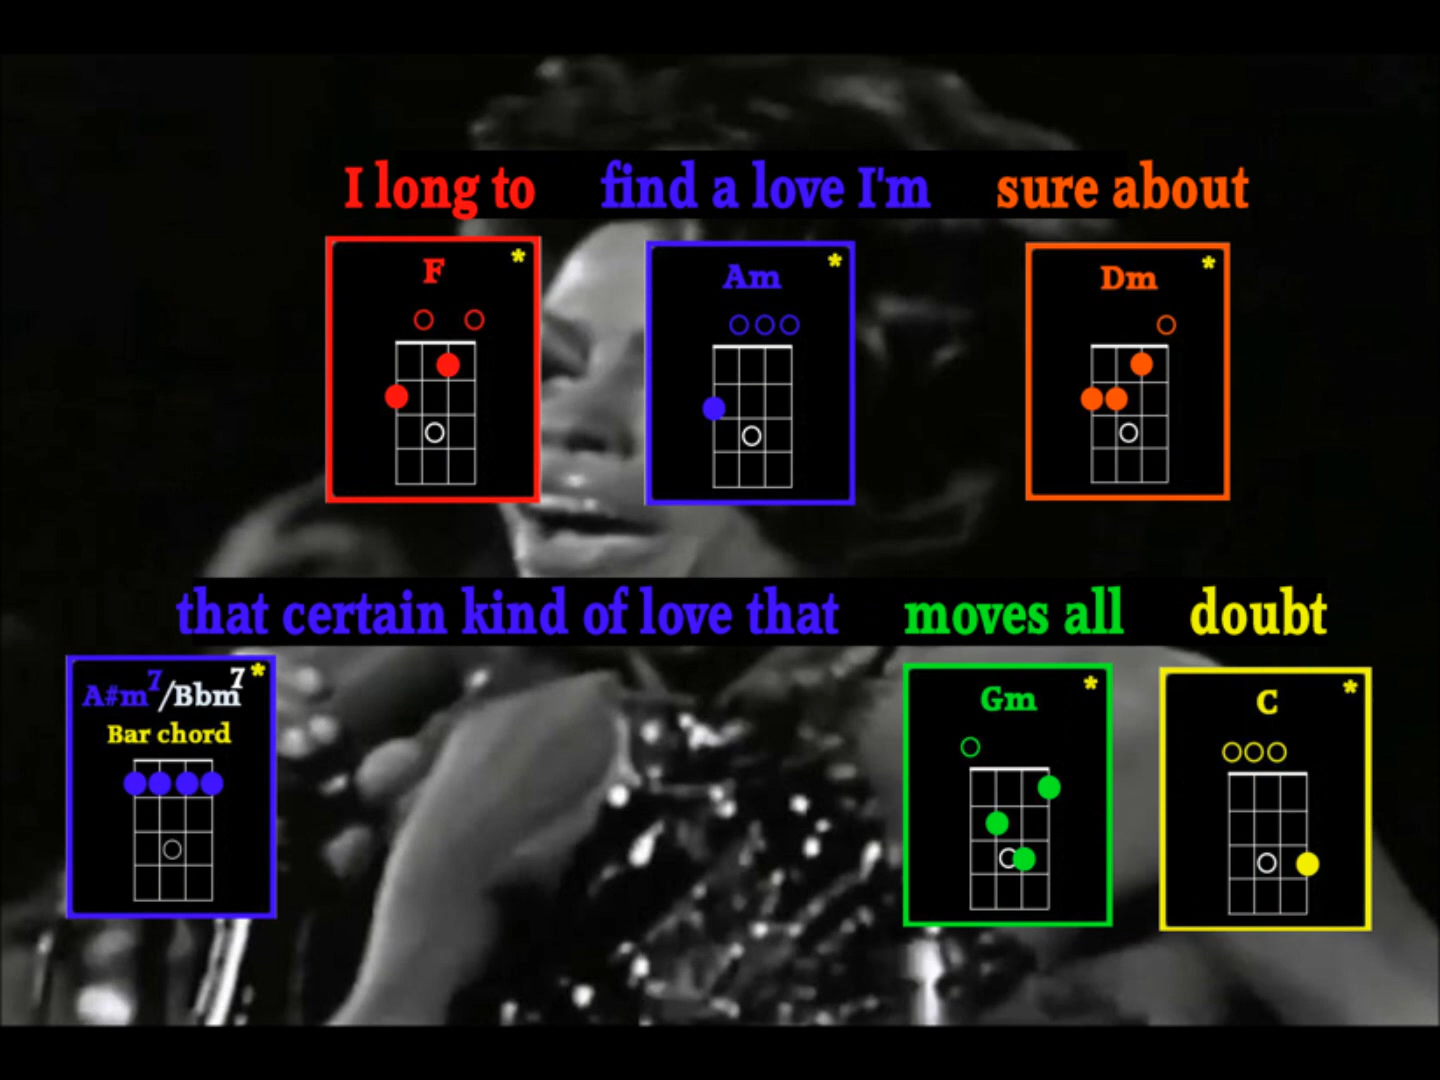 I long to find a love I'm sure about
F * Am * Dm *
that certain kind of love that moves all doubt
A#m7/Bbm7 * Gm * C *
Bar chord